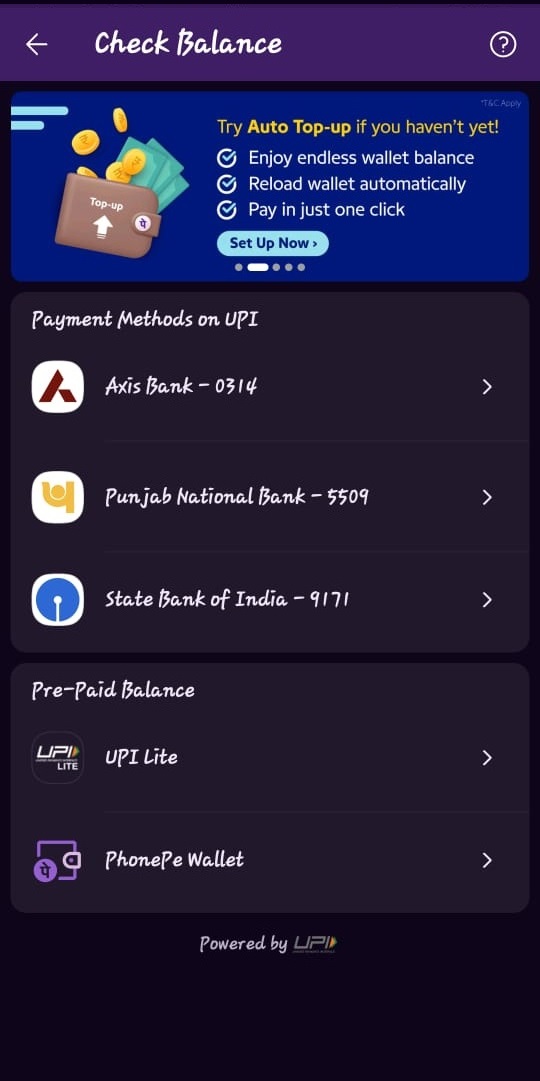 Check Balance
*T&C Apply
Try Auto Top-up if you haven't yet!
Enjoy endless wallet balance
Reload wallet automatically
Pay in just one click
Top-up
पे
Set Up Now ›
Payment Methods on UPI
Axis Bank - 0314
Punjab National Bank - 5509
State Bank of India - 9171
Pre-Paid Balance
UPI
LITE
UPI Lite
पे
PhonePe Wallet
Powered by UPI